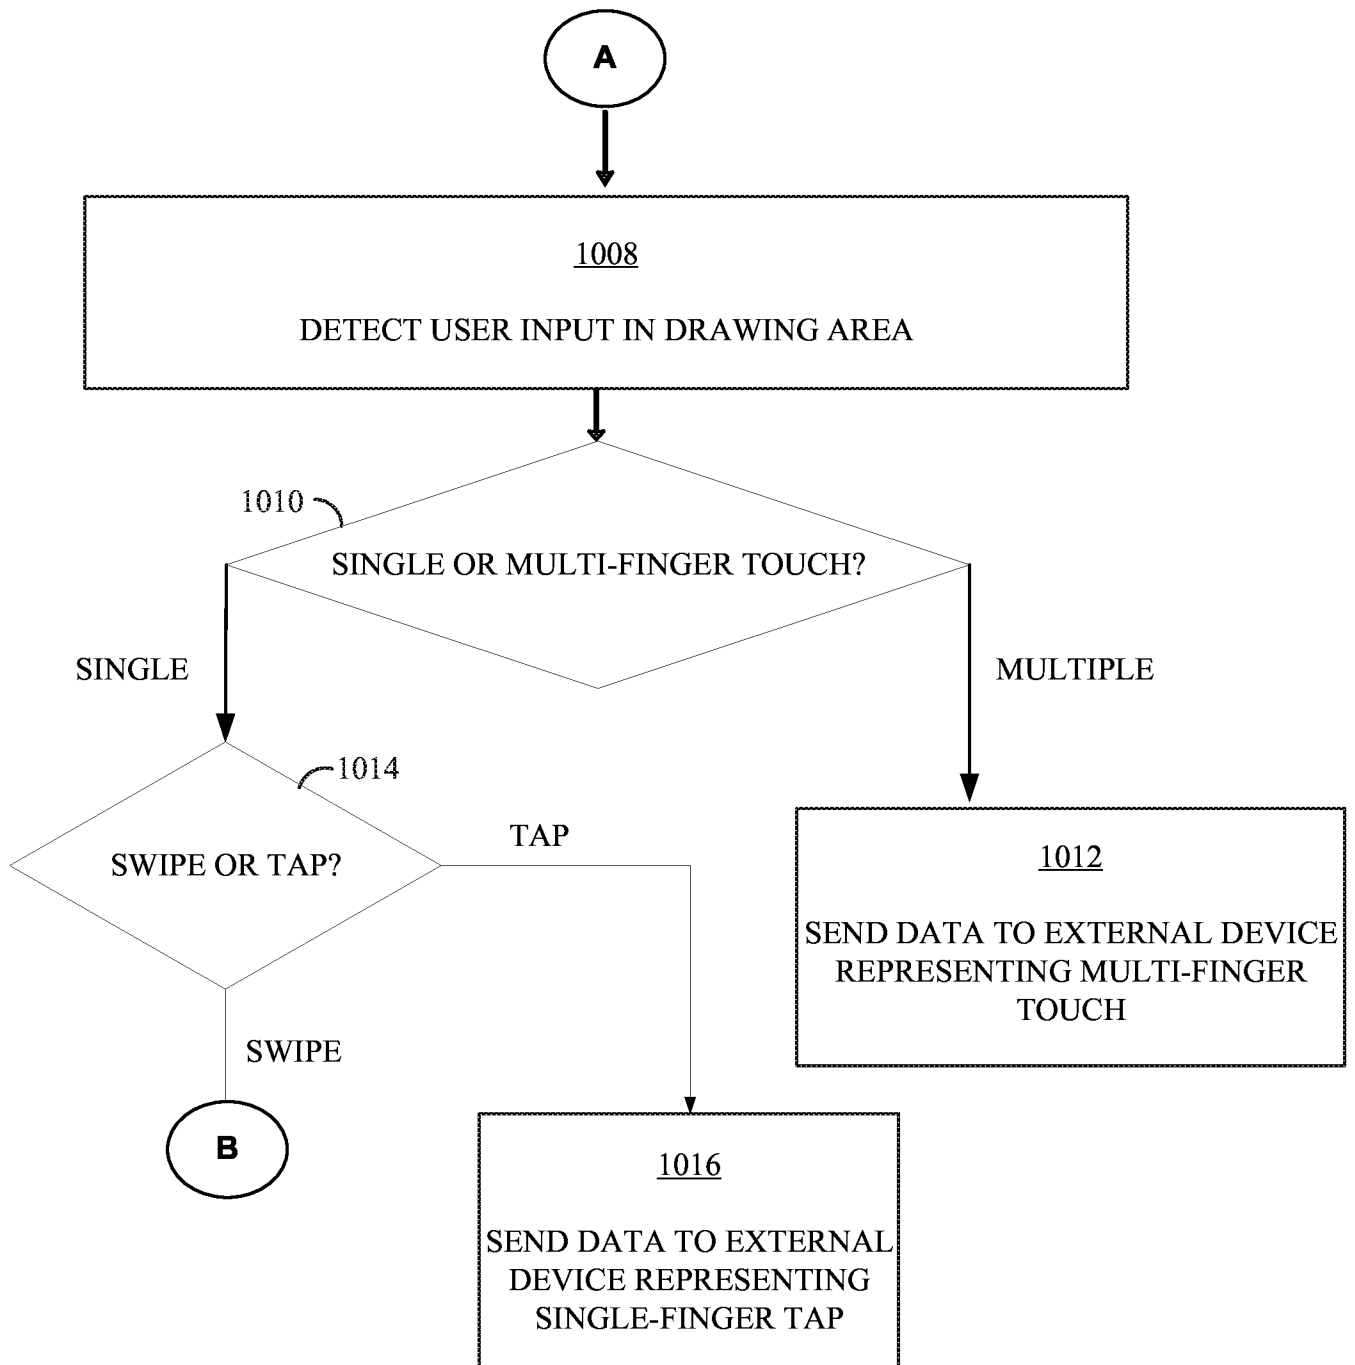 A
1008
DETECT USER INPUT IN DRAWING AREA
1010
SINGLE OR MULTI-FINGER TOUCH?
SINGLE
MULTIPLE
1014
SWIPE OR TAP?
TAP
1012
SEND DATA TO EXTERNAL DEVICE
REPRESENTING MULTI-FINGER
TOUCH
SWIPE
B
1016
SEND DATA TO EXTERNAL
DEVICE REPRESENTING
SINGLE-FINGER TAP